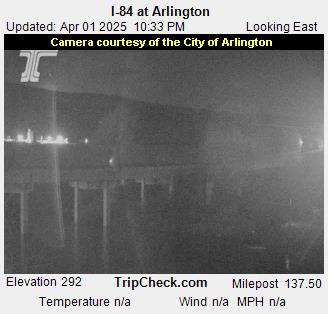 I-84 at Arlington
Updated: Apr 01 2025 10:33 PM Looking East
Camera courtesy of the City of Arlington
Elevation 292 TripCheck.com Milepost 137.50
Temperature n/a Wind n/a MPH n/a